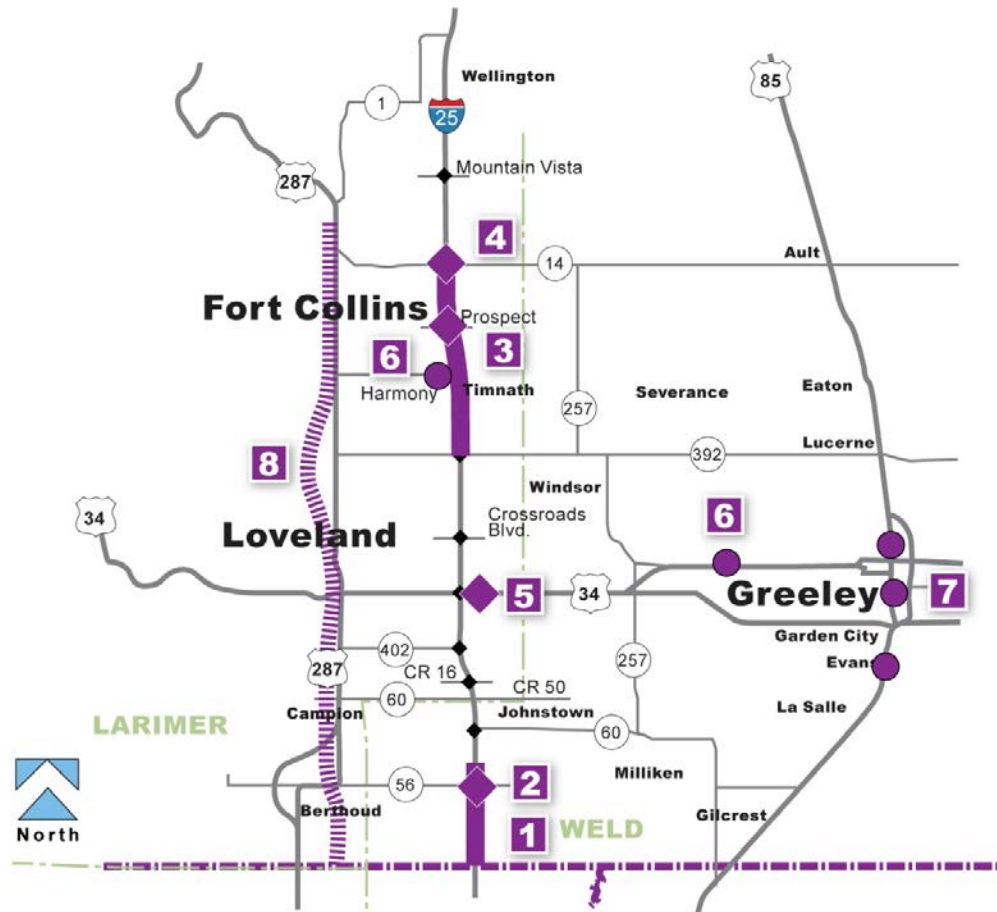 Wellington
85
1
25
Mountain Vista
287
4
14
Ault
Fort Collins
Prospect
3
6
Harmony
Timnath
Severance
Eaton
257
Lucerne
392
8
Windsor
34
Crossroads
Blvd.
6
Loveland
5
34
Greeley
7
Garden City
402
257
Evans
287
CR 16
CR 50
60
Campion
Johnstown
La Salle
LARIMER
60
Milliken
2
56
Berthoud
Gilcrest
North
1
WELD